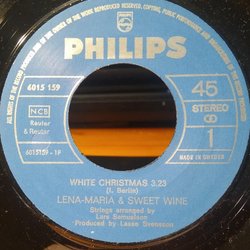 PHILIPS
6015 159
45
STEREO
NCB
Reuter
& Reuter
1
6015159 - 1P
MADE IN SWEDEN
WHITE CHRISTMAS 3.23
(I. Berlin)
LENA-MARIA & SWEET WINE
Strings arranged by
Lars Samuelson
Produced by Lasse Svensson